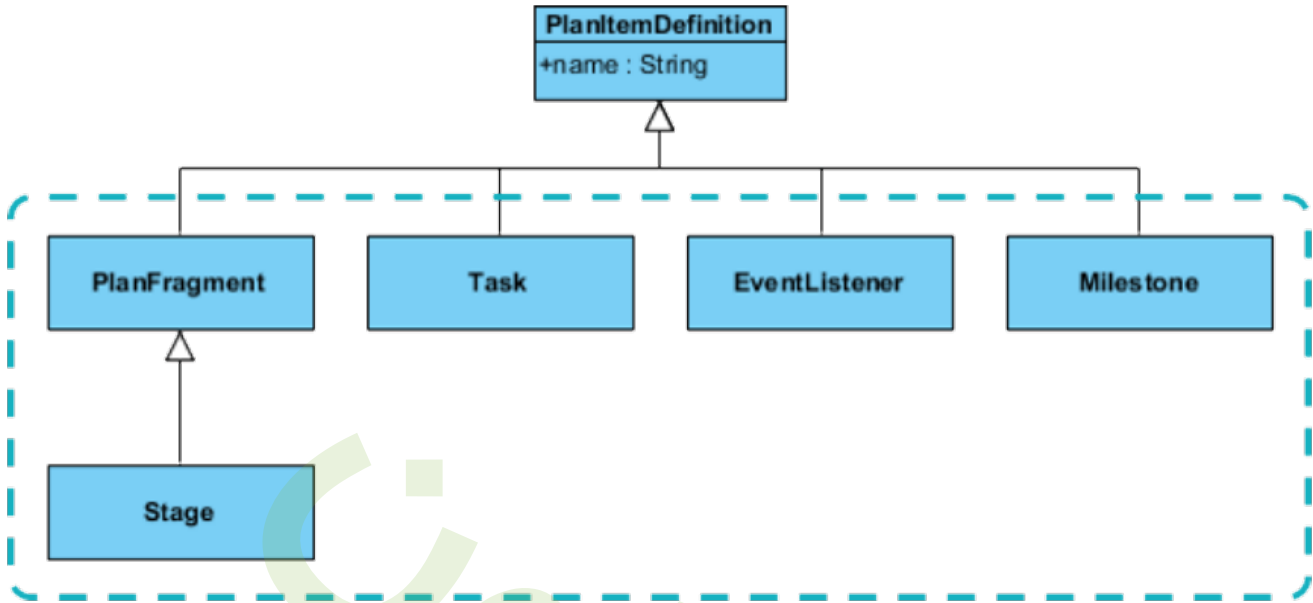 PlanItemDefinition
+name : String
PlanFragment
Task
EventListener
Milestone
Stage